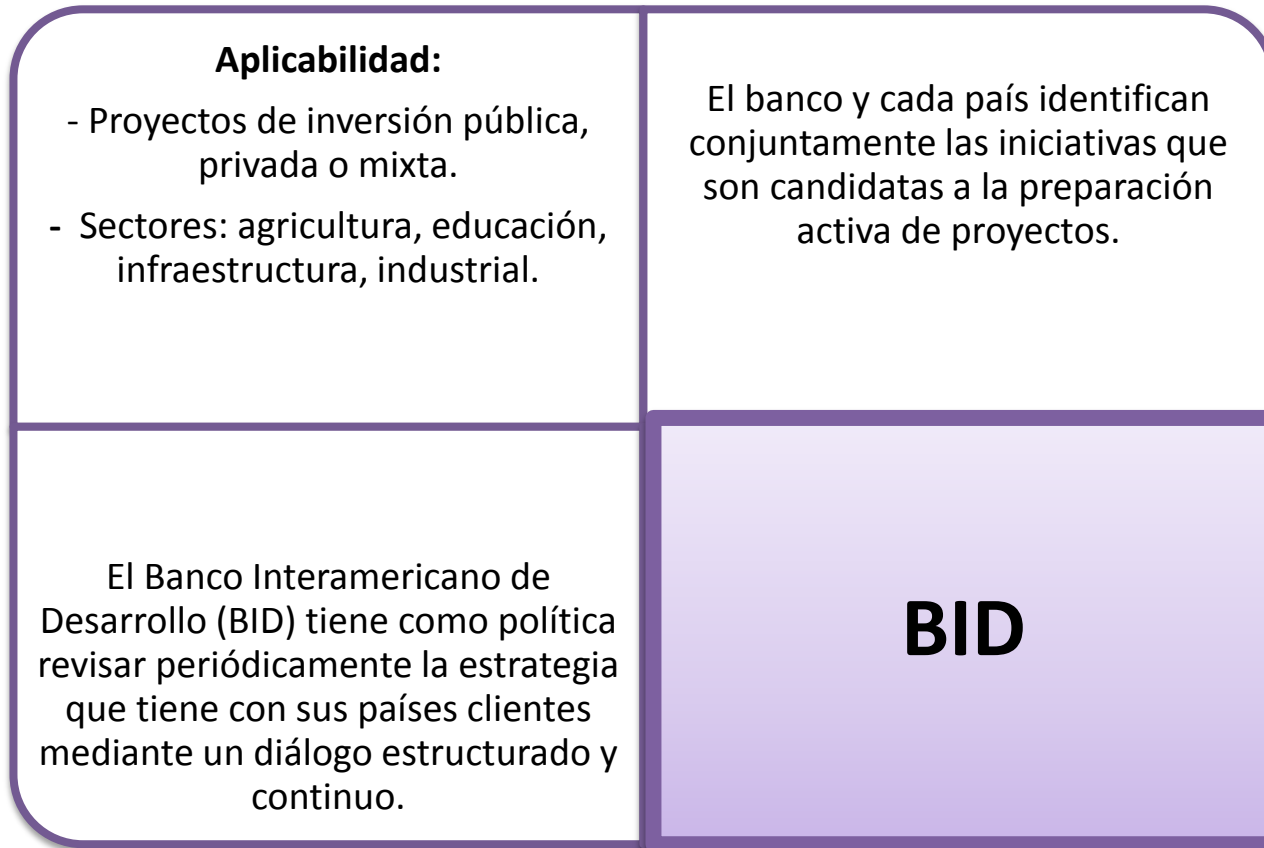 Aplicabilidad:
- Proyectos de inversión pública,
privada o mixta.
- Sectores: agricultura, educación,
infraestructura, industrial.
El banco y cada país identifican
conjuntamente las iniciativas que
son candidatas a la preparación
activa de proyectos.
El Banco Interamericano de
Desarrollo (BID) tiene como política
revisar periódicamente la estrategia
que tiene con sus países clientes
mediante un diálogo estructurado y
continuo.
BID